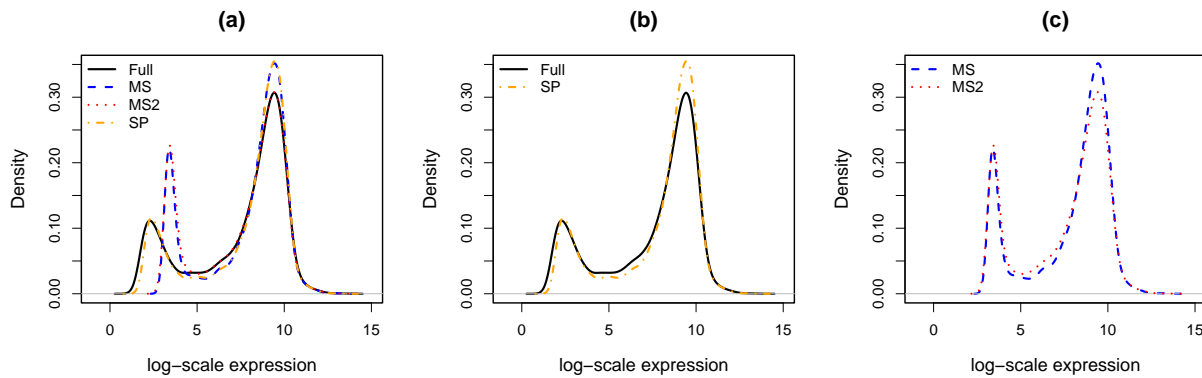 (a)
Full
MS
MS2
SP
0.00 0.10 0.20 0.30
Density
0 5 10 15
log−scale expression
(b)
Full
SP
0.00 0.10 0.20 0.30
Density
0 5 10 15
log−scale expression
(c)
MS
MS2
0.00 0.10 0.20 0.30
Density
0 5 10 15
log−scale expression